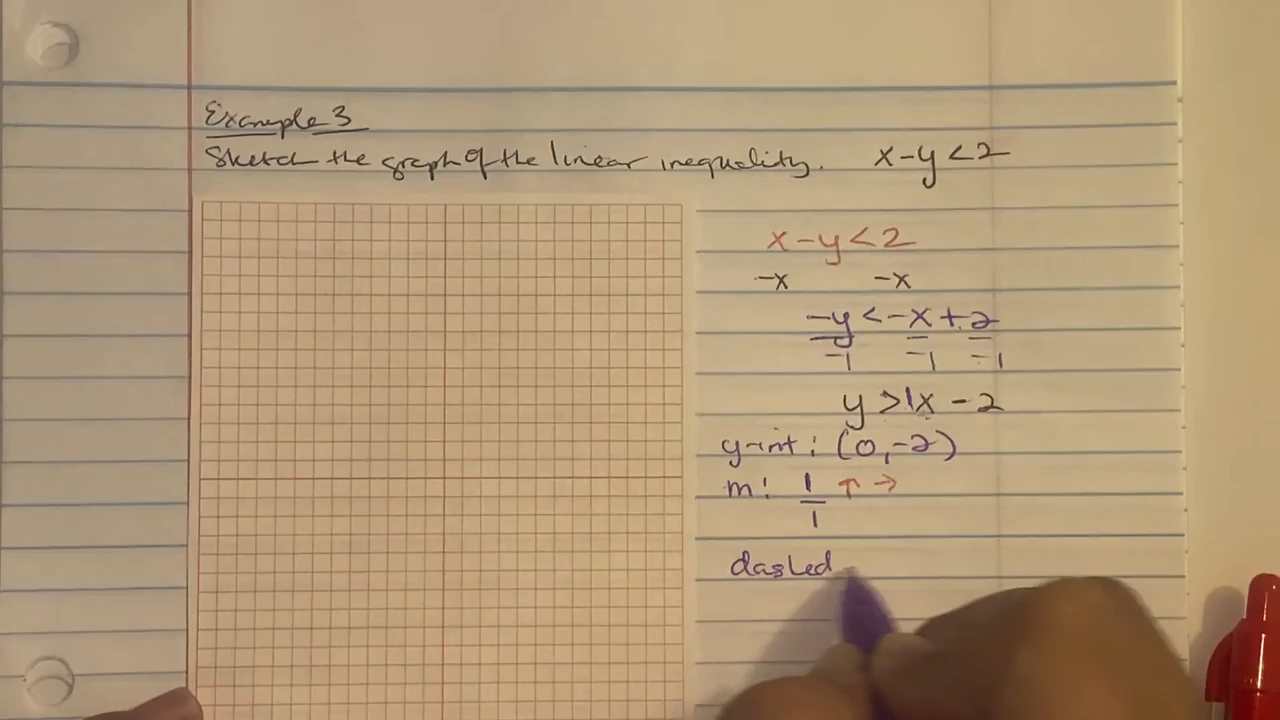 Example 3
Sketch the graph of the linear inequality. x-y<2
x-y<2
-x -x
-y<-x+2
-1 -1 -1
y>1x-2
y-int: (0,-2)
m: 1/1 ↑ →
dashed